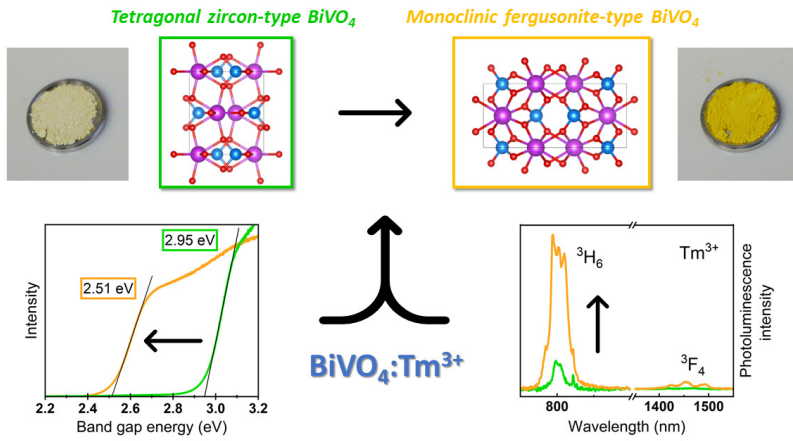 Tetragonal zircon-type BiVO₄
Monoclinic fergusonite-type BiVO₄
2.95 eV
2.51 eV
Intensity
2.2 2.4 2.6 2.8 3.0 3.2
Band gap energy (eV)
BiVO₄:Tm³⁺
³H₆
Tm³⁺
³F₄
Photoluminescence
intensity
800 1400 1500
Wavelength (nm)